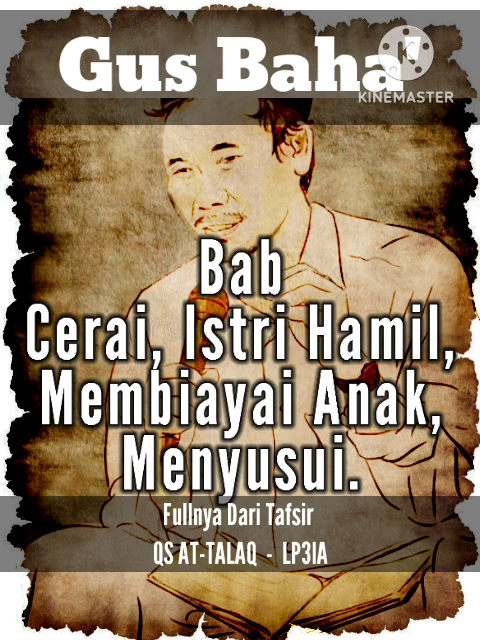 Gus Baha'
K
KINEMASTER
Bab
Cerai, Istri Hamil,
Membiayai Anak,
Menyusui.
Fullnya Dari Tafsir
QS AT-TALAQ - LP3IA